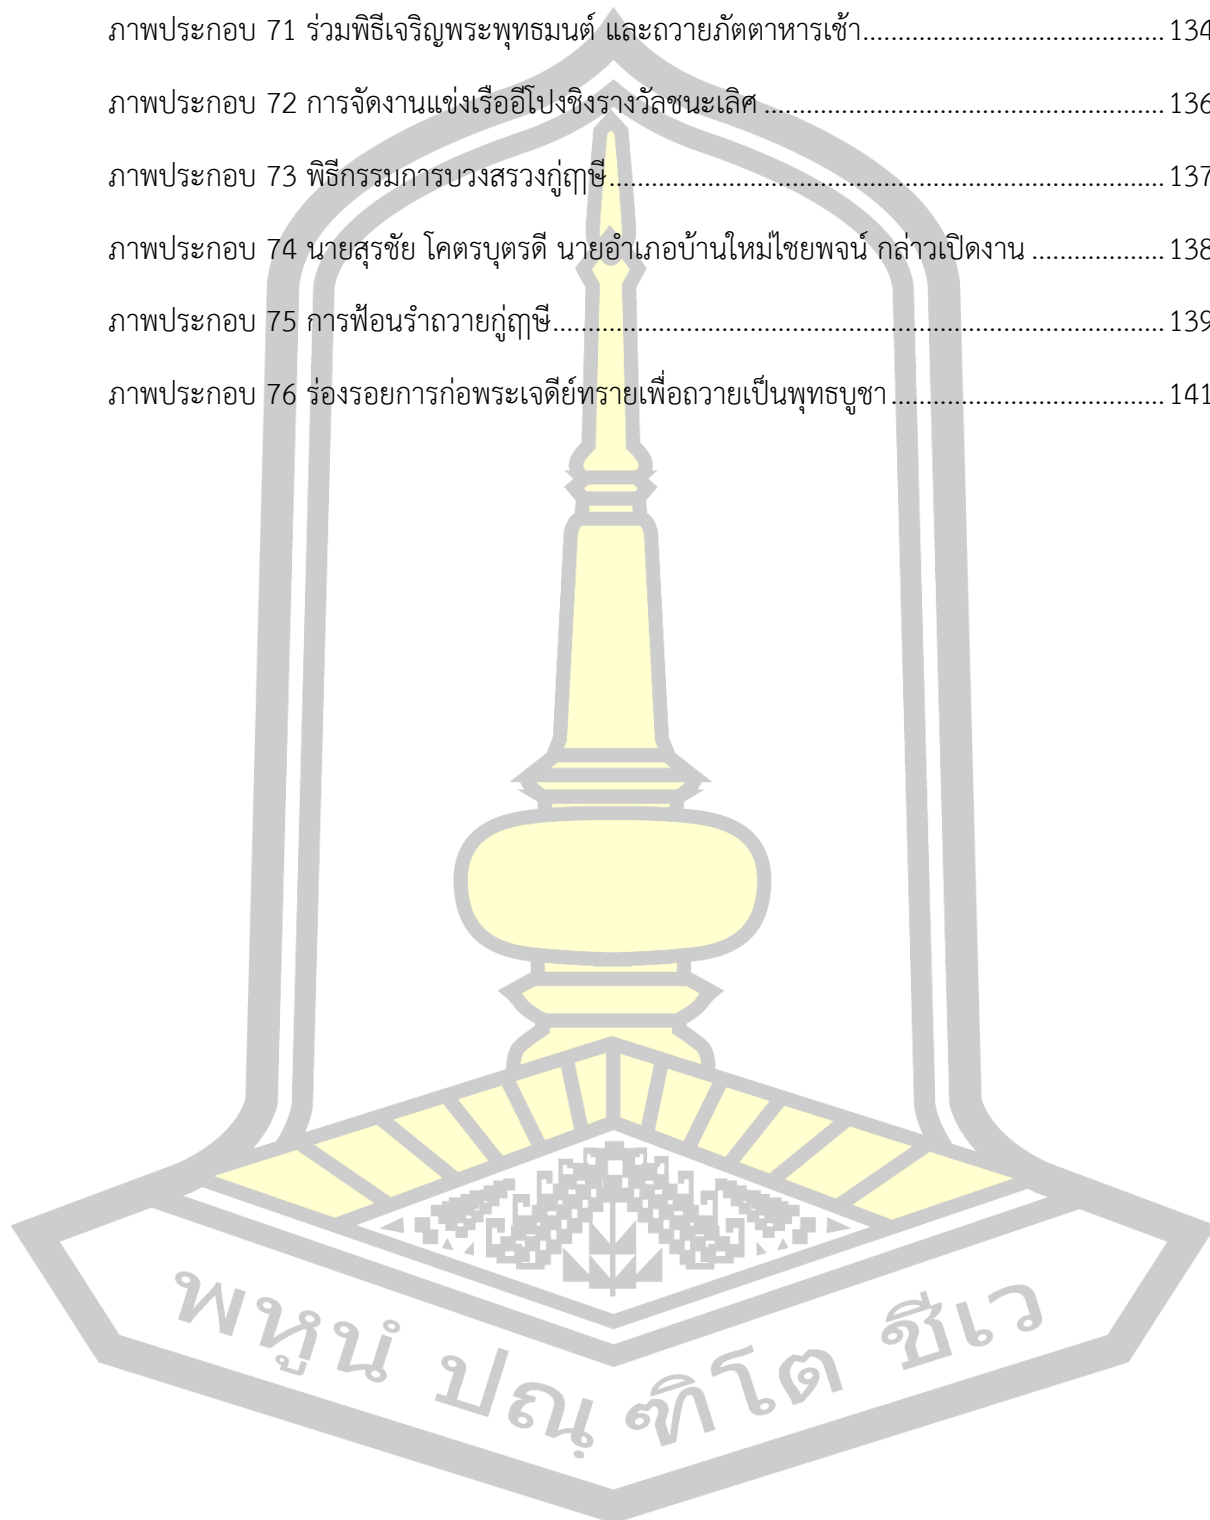 ภาพประกอบ 71 ร่วมพิธีเจริญพระพุทธมนต์ และถวายภัตตาหารเช้า..................................... 134
ภาพประกอบ 72 การจัดงานแข่งเรืออีโปงชิงรางวัลชนะเลิศ ................................................... 136
ภาพประกอบ 73 พิธีกรรมการบวงสรวงกู่ฤๅษี....................................................................... 137
ภาพประกอบ 74 นายสุรชัย โคตรบุตรดี นายอำเภอบ้านใหม่ไชยพจน์ กล่าวเปิดงาน ................. 138
ภาพประกอบ 75 การฟ้อนรำถวายกู่ฤๅษี.............................................................................. 139
ภาพประกอบ 76 ร่องรอยการก่อพระเจดีย์ทรายเพื่อถวายเป็นพุทธบูชา ................................... 141
พหูนํ ปณฺ ฑิโต ชีเว